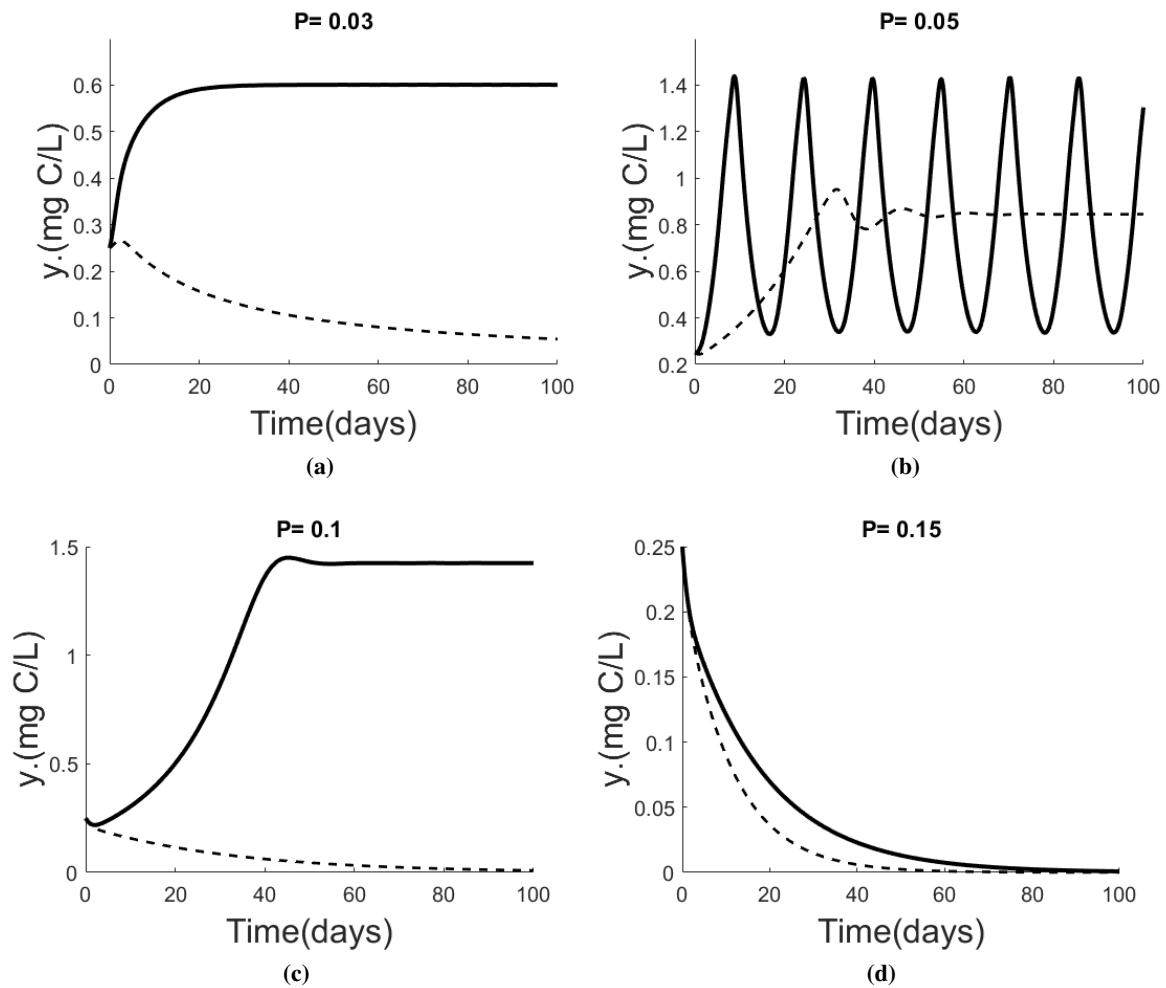 P= 0.03
y.(mg C/L)
0.6
0.5
0.4
0.3
0.2
0.1
0
0 20 40 60 80 100
Time(days)
(a)
P= 0.05
y.(mg C/L)
1.4
1.2
1
0.8
0.6
0.4
0.2
0 20 40 60 80 100
Time(days)
(b)
P= 0.1
y.(mg C/L)
1.5
1
0.5
0
0 20 40 60 80 100
Time(days)
(c)
P= 0.15
y.(mg C/L)
0.25
0.2
0.15
0.1
0.05
0
0 20 40 60 80 100
Time(days)
(d)